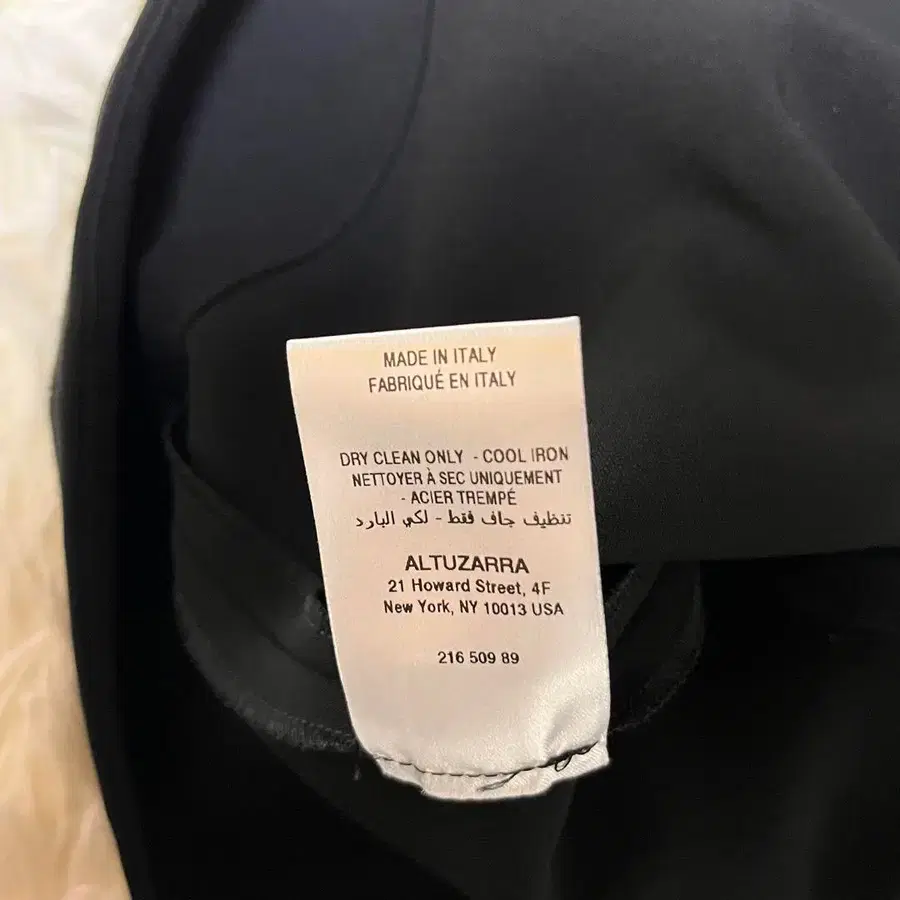 MADE IN ITALY
FABRIQUÉ EN ITALY
DRY CLEAN ONLY - COOL IRON
NETTOYER À SEC UNIQUEMENT
- ACIER TREMPÉ
تنظيف جاف فقط - لكي البارد
ALTUZARRA
21 Howard Street, 4F
New York, NY 10013 USA
216 509 89